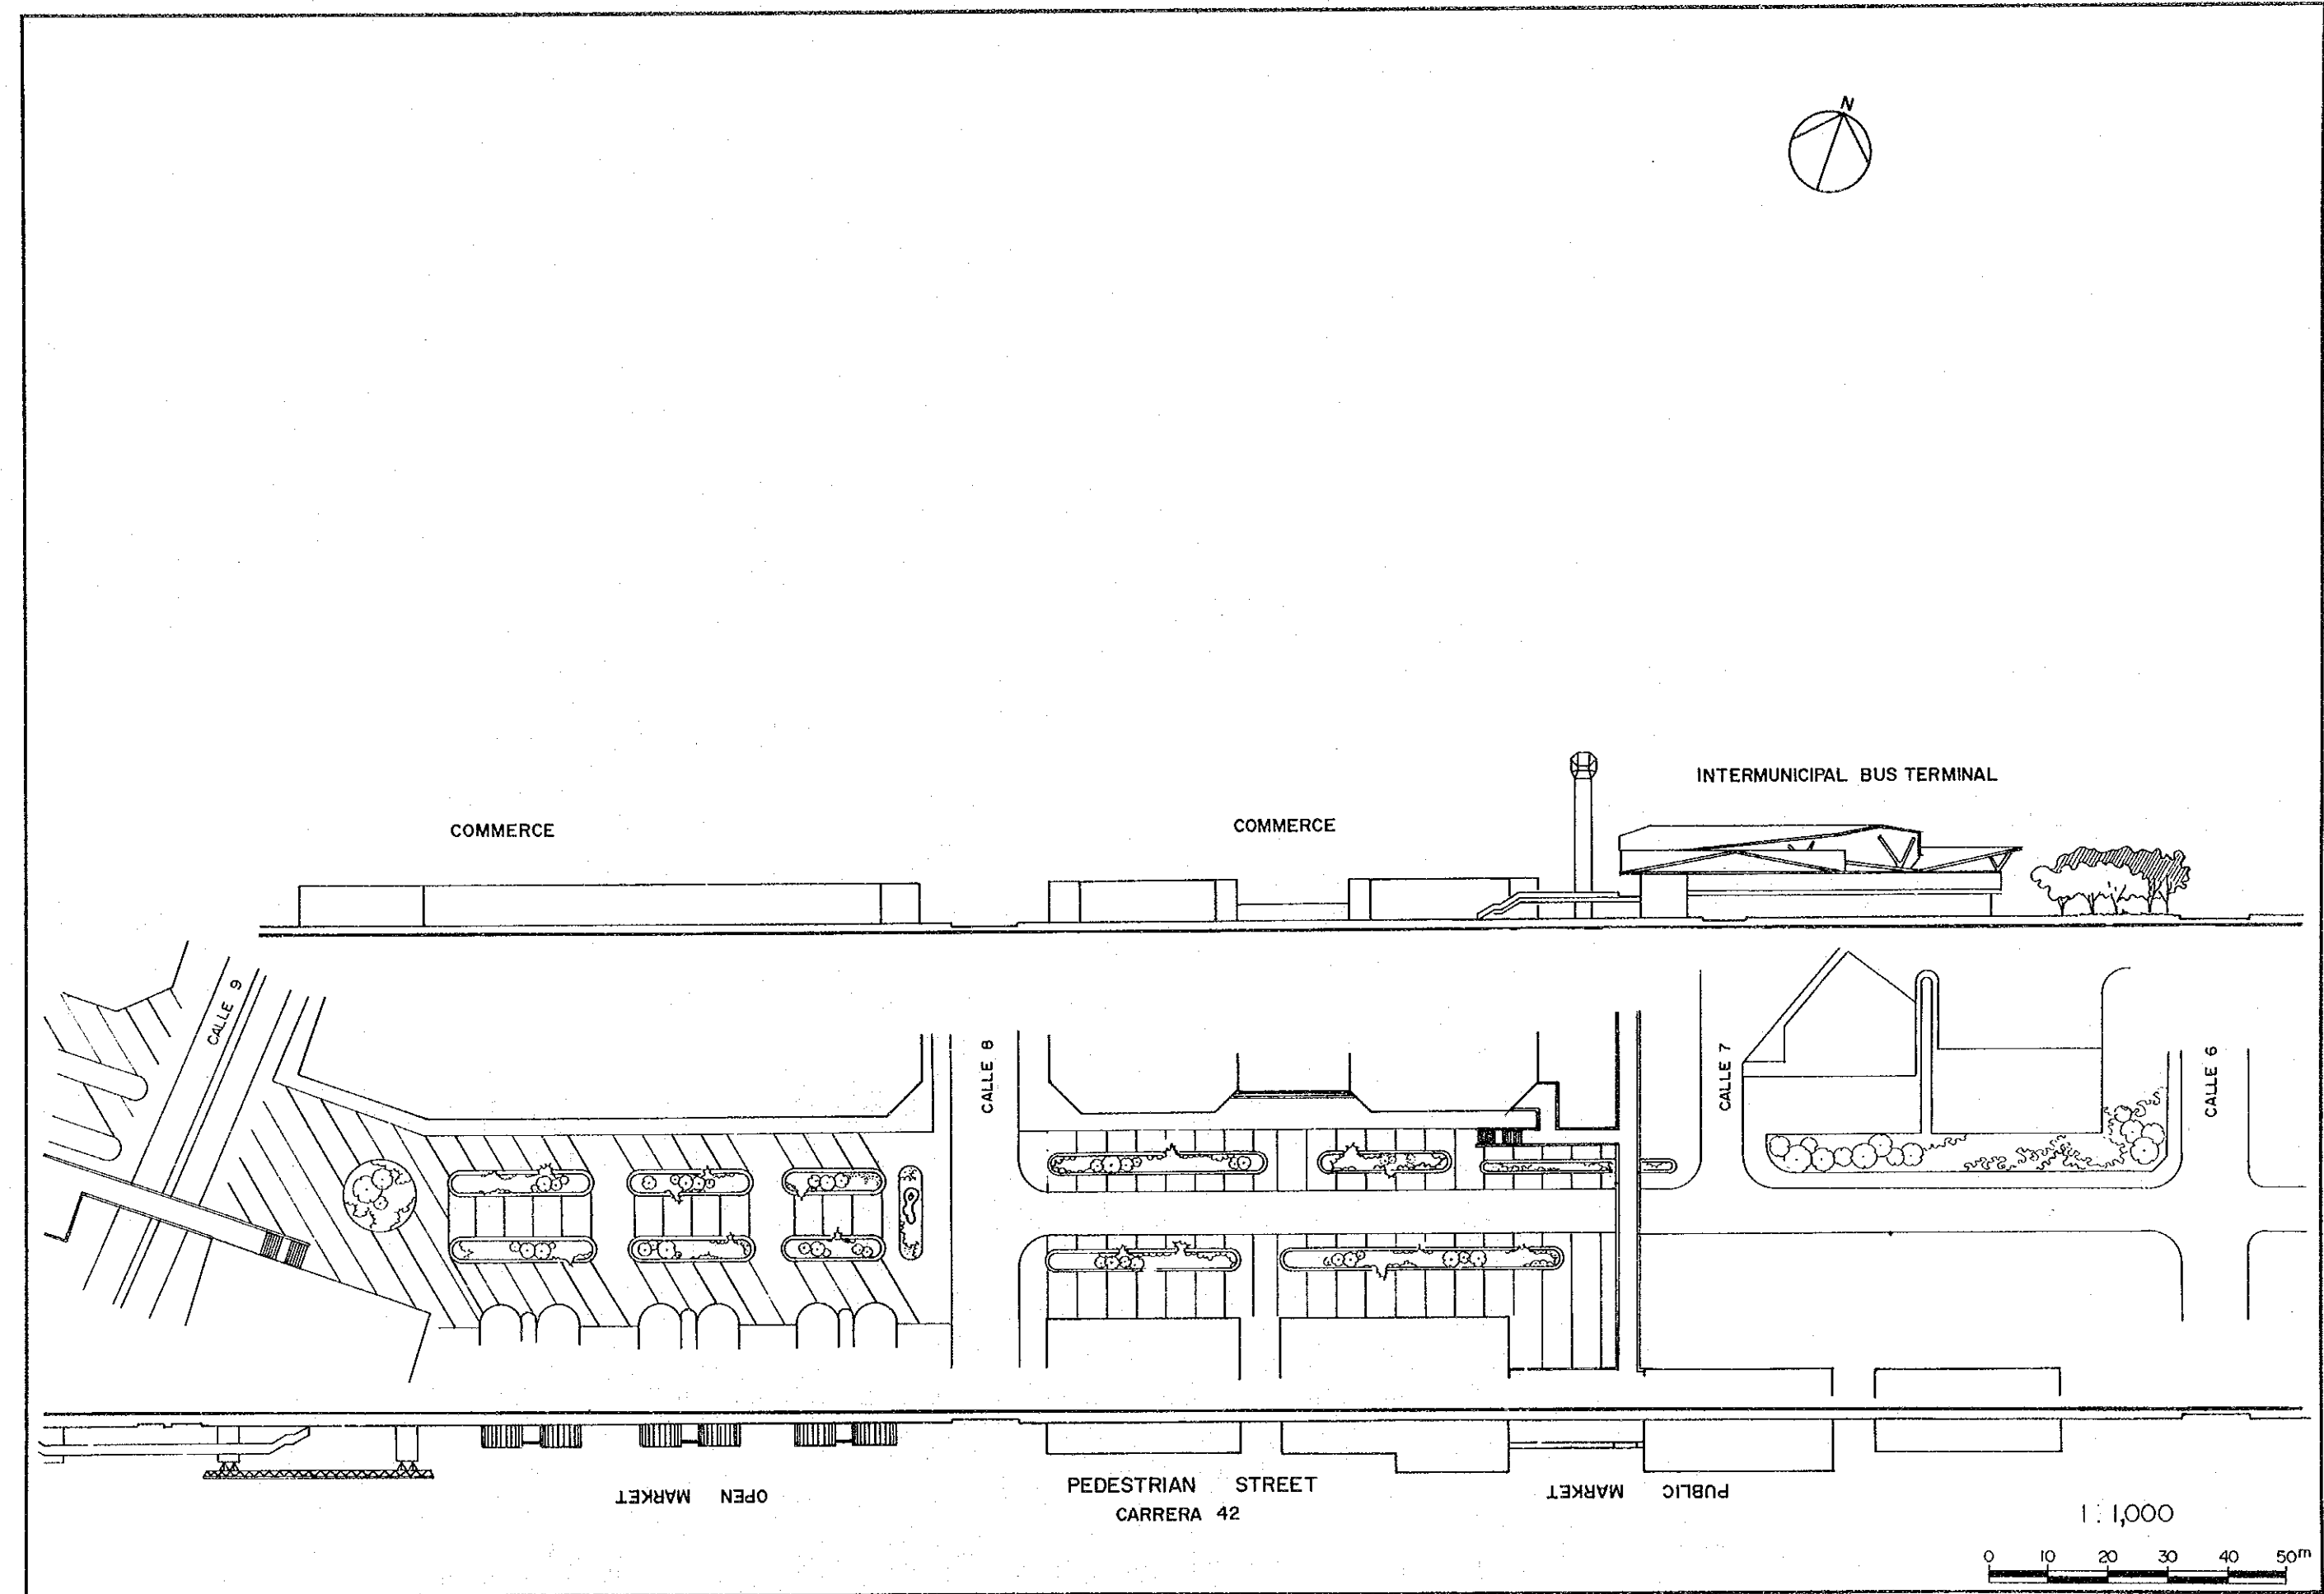 N
INTERMUNICIPAL BUS TERMINAL
COMMERCE
COMMERCE
CALLE 9
CALLE 8
CALLE 7
CALLE 6
OPEN MARKET
PEDESTRIAN STREET
CARRERA 42
PUBLIC MARKET
1:1,000
0 10 20 30 40 50m